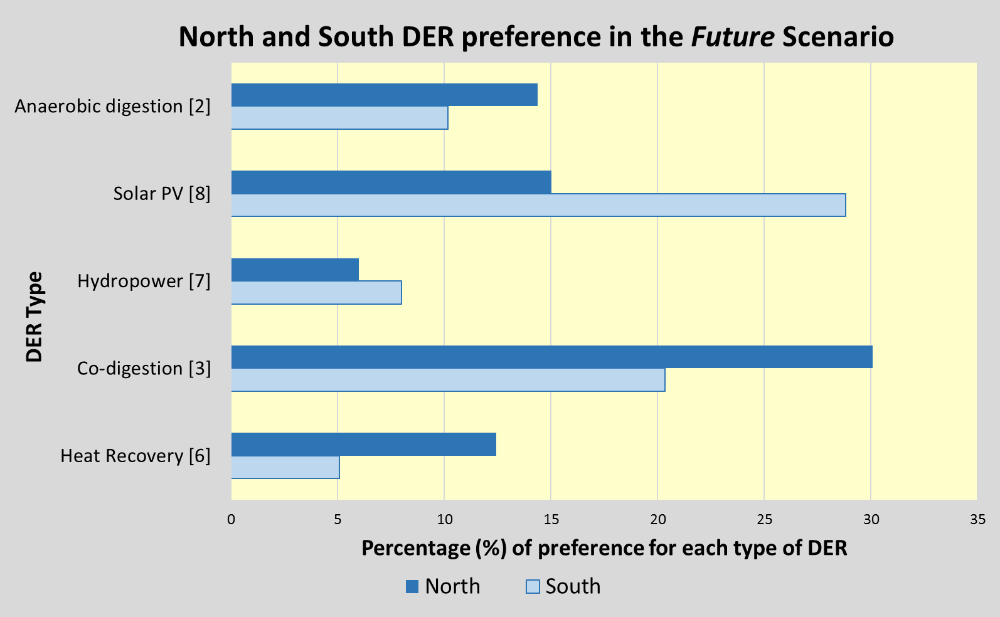 North and South DER preference in the Future Scenario
Anaerobic digestion [2]
Solar PV [8]
Hydropower [7]
Co-digestion [3]
Heat Recovery [6]
DER Type
0 5 10 15 20 25 30 35
Percentage (%) of preference for each type of DER
North South